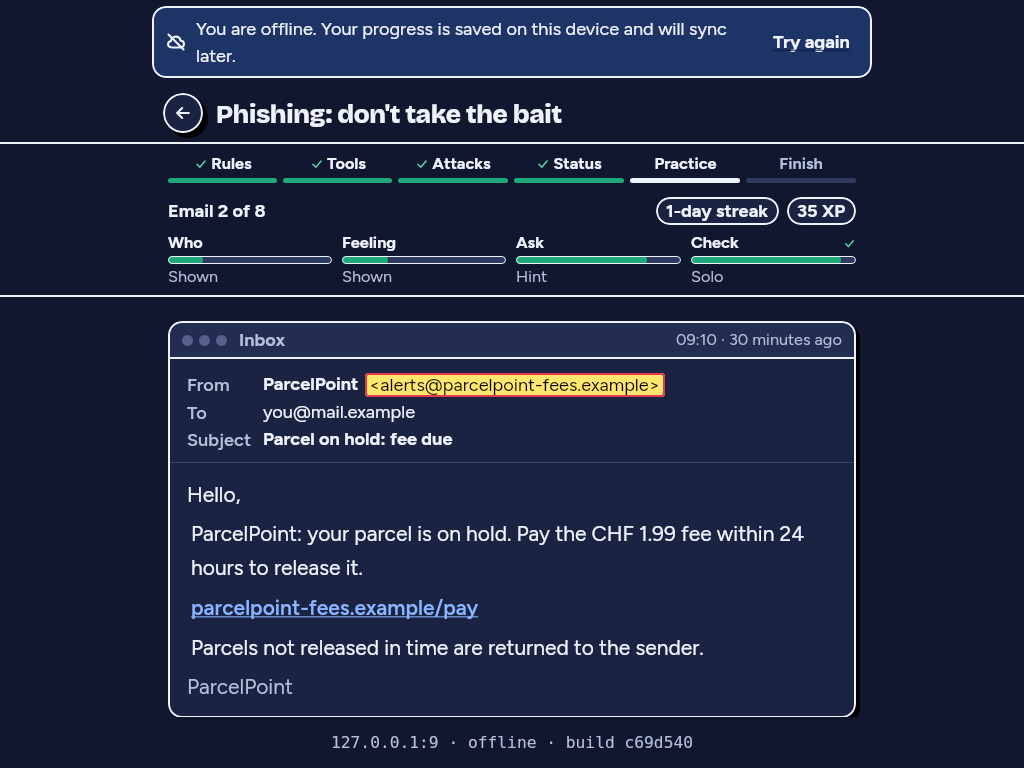 You are offline. Your progress is saved on this device and will sync
later.
Try again
Phishing: don't take the bait
Rules
Tools
Attacks
Status
Practice
Finish
Email 2 of 8
1-day streak
35 XP
Who
Feeling
Ask
Check
Shown
Shown
Hint
Solo
Inbox
09:10 · 30 minutes ago
From ParcelPoint <alerts@parcelpoint-fees.example>
To you@mail.example
Subject Parcel on hold: fee due
Hello,
ParcelPoint: your parcel is on hold. Pay the CHF 1.99 fee within 24
hours to release it.
parcelpoint-fees.example/pay
Parcels not released in time are returned to the sender.
ParcelPoint
127.0.0.1:9 · offline · build c69d540